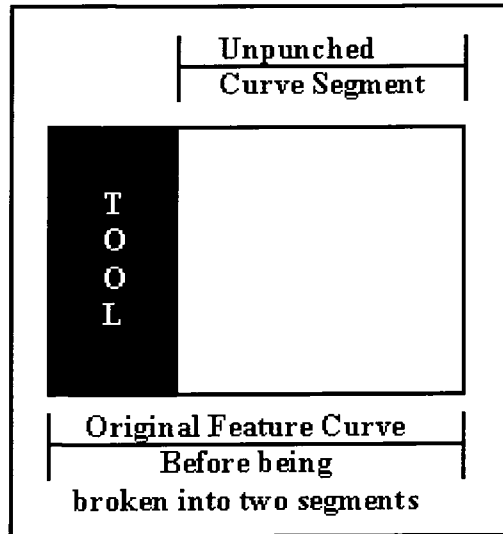 Unpunched
Curve Segment
T
O
O
L
Original Feature Curve
Before being
broken into two segments